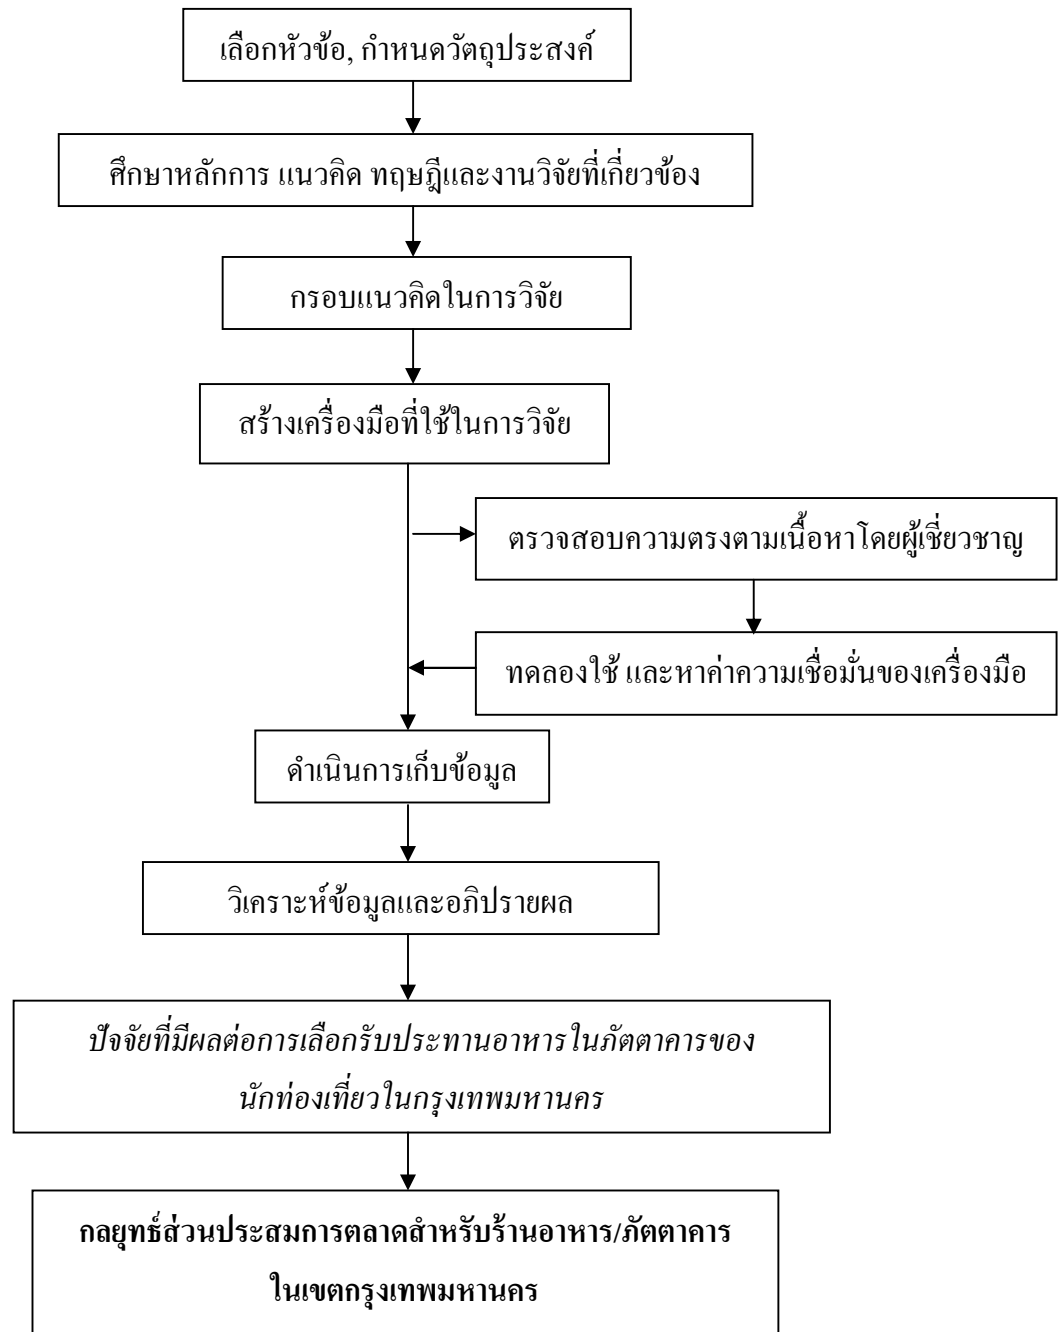 เลือกหัวข้อ, กำหนดวัตถุประสงค์
ศึกษาหลักการ แนวคิด ทฤษฎีและงานวิจัยที่เกี่ยวข้อง
กรอบแนวคิดในการวิจัย
สร้างเครื่องมือที่ใช้ในการวิจัย
ตรวจสอบความตรงตามเนื้อหาโดยผู้เชี่ยวชาญ
ทดลองใช้ และหาค่าความเชื่อมั่นของเครื่องมือ
ดำเนินการเก็บข้อมูล
วิเคราะห์ข้อมูลและอภิปรายผล
ปัจจัยที่มีผลต่อการเลือกรับประทานอาหารในภัตตาคารของ
นักท่องเที่ยวในกรุงเทพมหานคร
กลยุทธ์ส่วนประสมการตลาดสำหรับร้านอาหาร/ภัตตาคาร
ในเขตกรุงเทพมหานคร